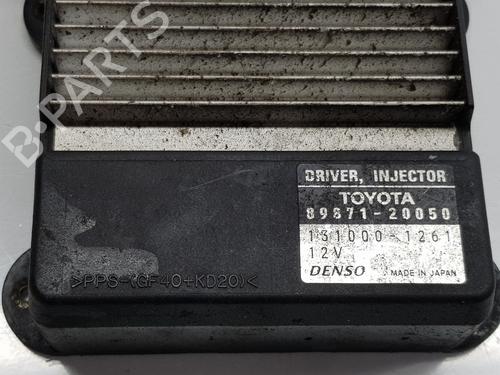 B-PARTS
DRIVER, INJECTOR
TOYOTA
89871-20050
131000-1261
12V
DENSO MADE IN JAPAN
>PPS-(GF40+KD20)<